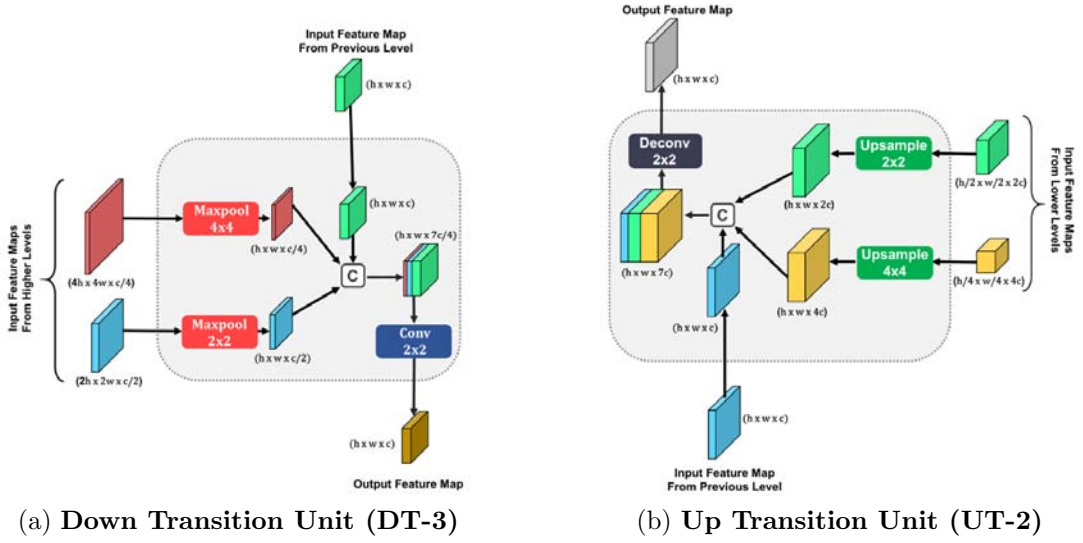 Input Feature Map
From Previous Level
(h x w x c)
Input Feature Maps
From Higher Levels
(4h x 4w x c/4)
Maxpool
4x4
(h x w x c/4)
(h x w x c)
(h x w x 7c/4)
C
(2h x 2w x c/2)
Maxpool
2x2
(h x w x c/2)
Conv
2x2
(h x w x c)
Output Feature Map
(a) Down Transition Unit (DT-3)
Output Feature Map
(h x w x c)
Deconv
2x2
(h x w x 7c)
C
(h x w x 2c)
Upsample
2x2
(h/2 x w/2 x 2c)
Input Feature Maps
From Lower Levels
(h x w x 4c)
Upsample
4x4
(h/4 x w/4 x 4c)
(h x w x c)
(h x w x c)
Input Feature Map
From Previous Level
(b) Up Transition Unit (UT-2)